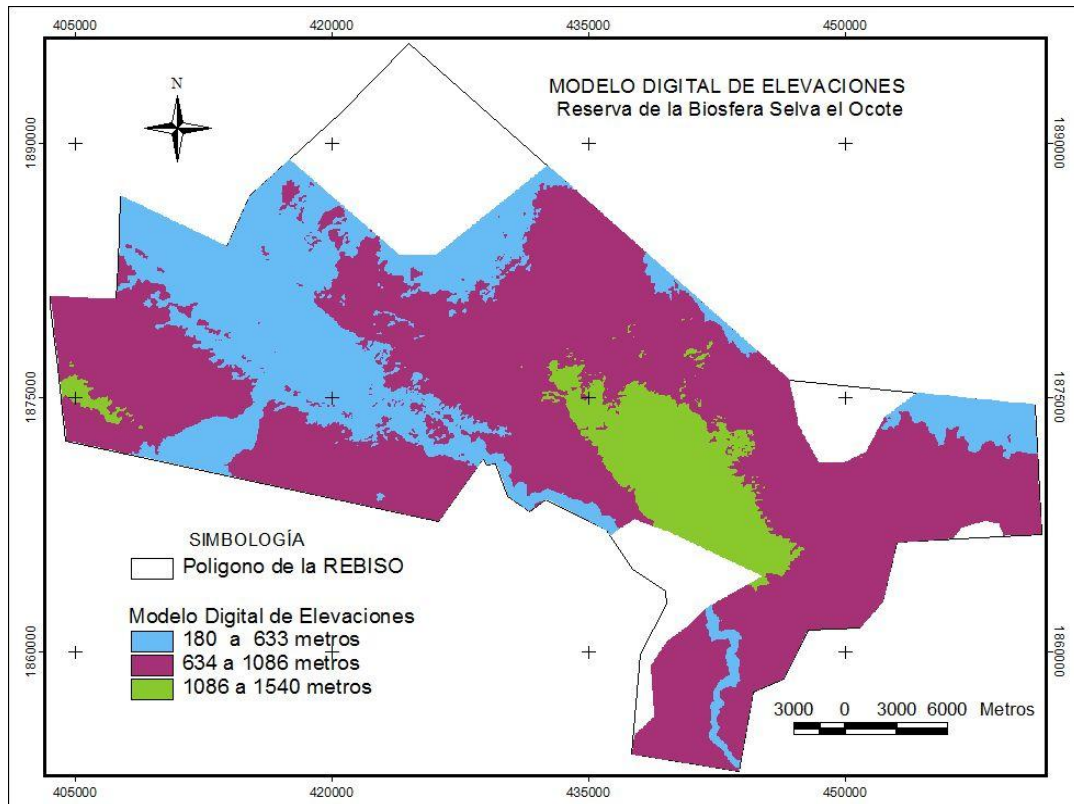 405000 420000 435000 450000
MODELO DIGITAL DE ELEVACIONES
Reserva de la Biosfera Selva el Ocote
N
1890000 1890000
1875000 1875000
SIMBOLOGÍA
Poligono de la REBISO
Modelo Digital de Elevaciones
180 a 633 metros
634 a 1086 metros
1086 a 1540 metros
1860000 1860000
3000 0 3000 6000 Metros
405000 420000 435000 450000